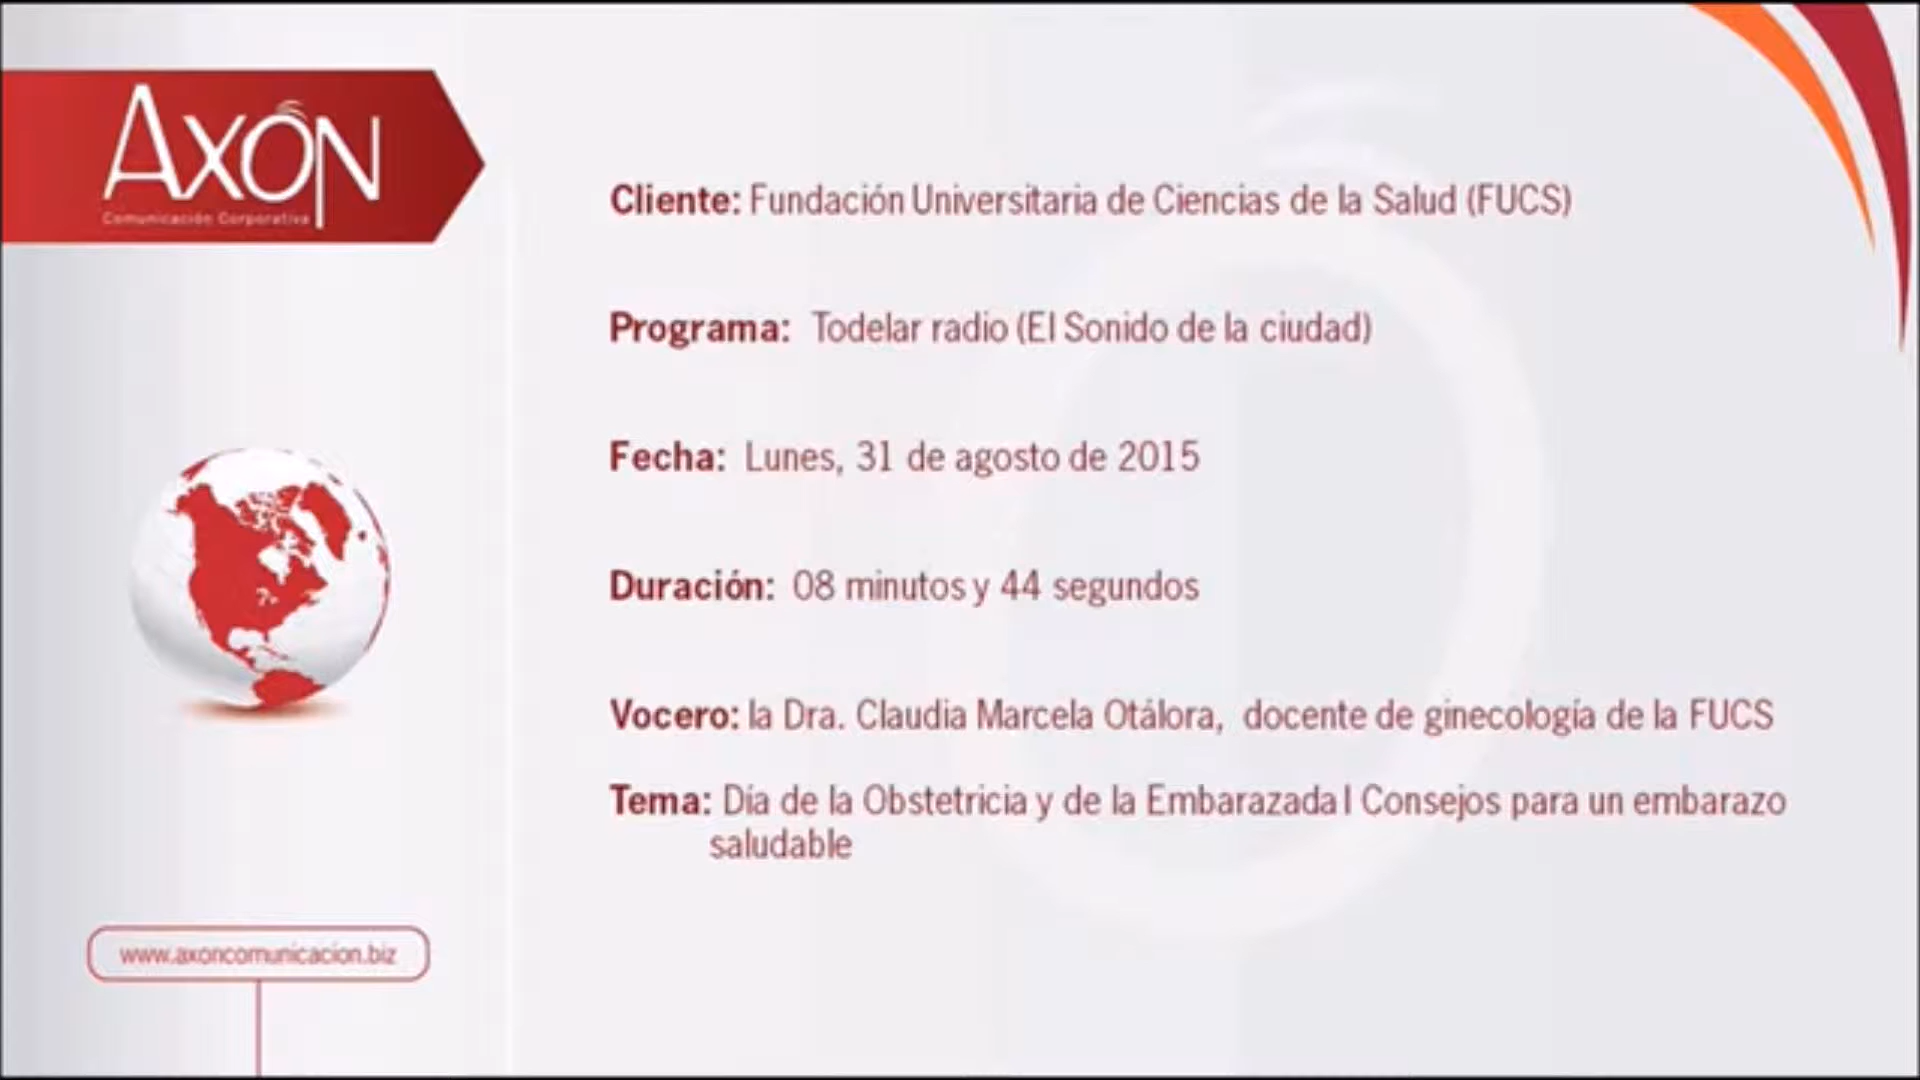 AXÓN
Comunicación Corporativa
Cliente: Fundación Universitaria de Ciencias de la Salud (FUCS)
Programa: Todelar radio (El Sonido de la ciudad)
Fecha: Lunes, 31 de agosto de 2015
Duración: 08 minutos y 44 segundos
Vocero: la Dra. Claudia Marcela Otálora, docente de ginecología de la FUCS
Tema: Día de la Obstetricia y de la Embarazada l Consejos para un embarazo
saludable
www.axoncomunicacion.biz